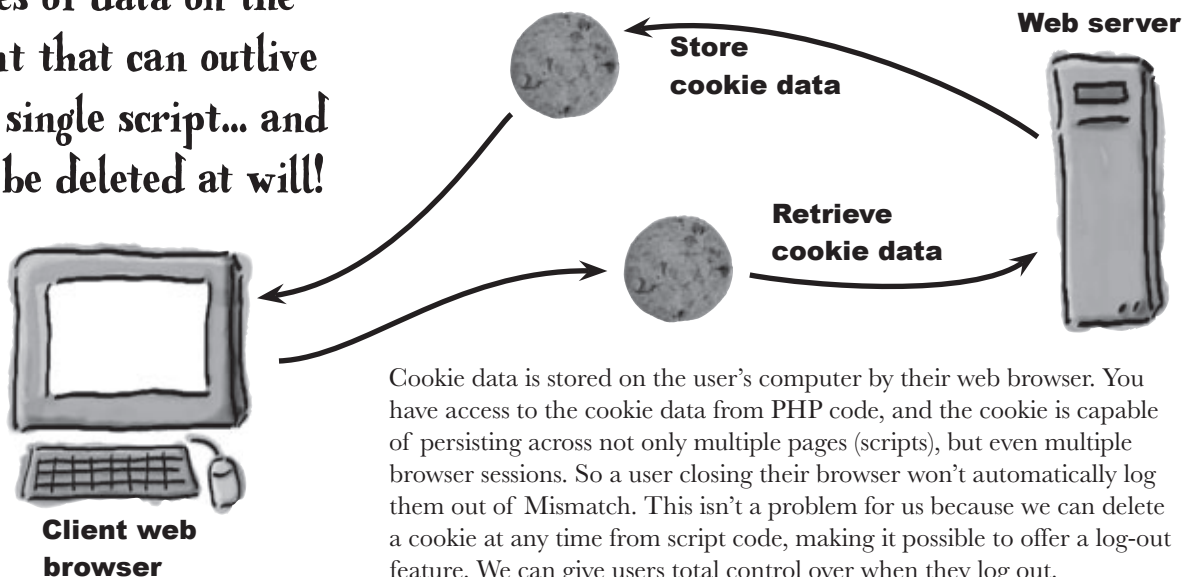 es of data on the
nt that can outlive
single script... and
be deleted at will!
Web server
Store
cookie data
Retrieve
cookie data
Client web
browser
Cookie data is stored on the user’s computer by their web browser. You
have access to the cookie data from PHP code, and the cookie is capable
of persisting across not only multiple pages (scripts), but even multiple
browser sessions. So a user closing their browser won’t automatically log
them out of Mismatch. This isn’t a problem for us because we can delete
a cookie at any time from script code, making it possible to offer a log-out
feature. We can give users total control over when they log out.